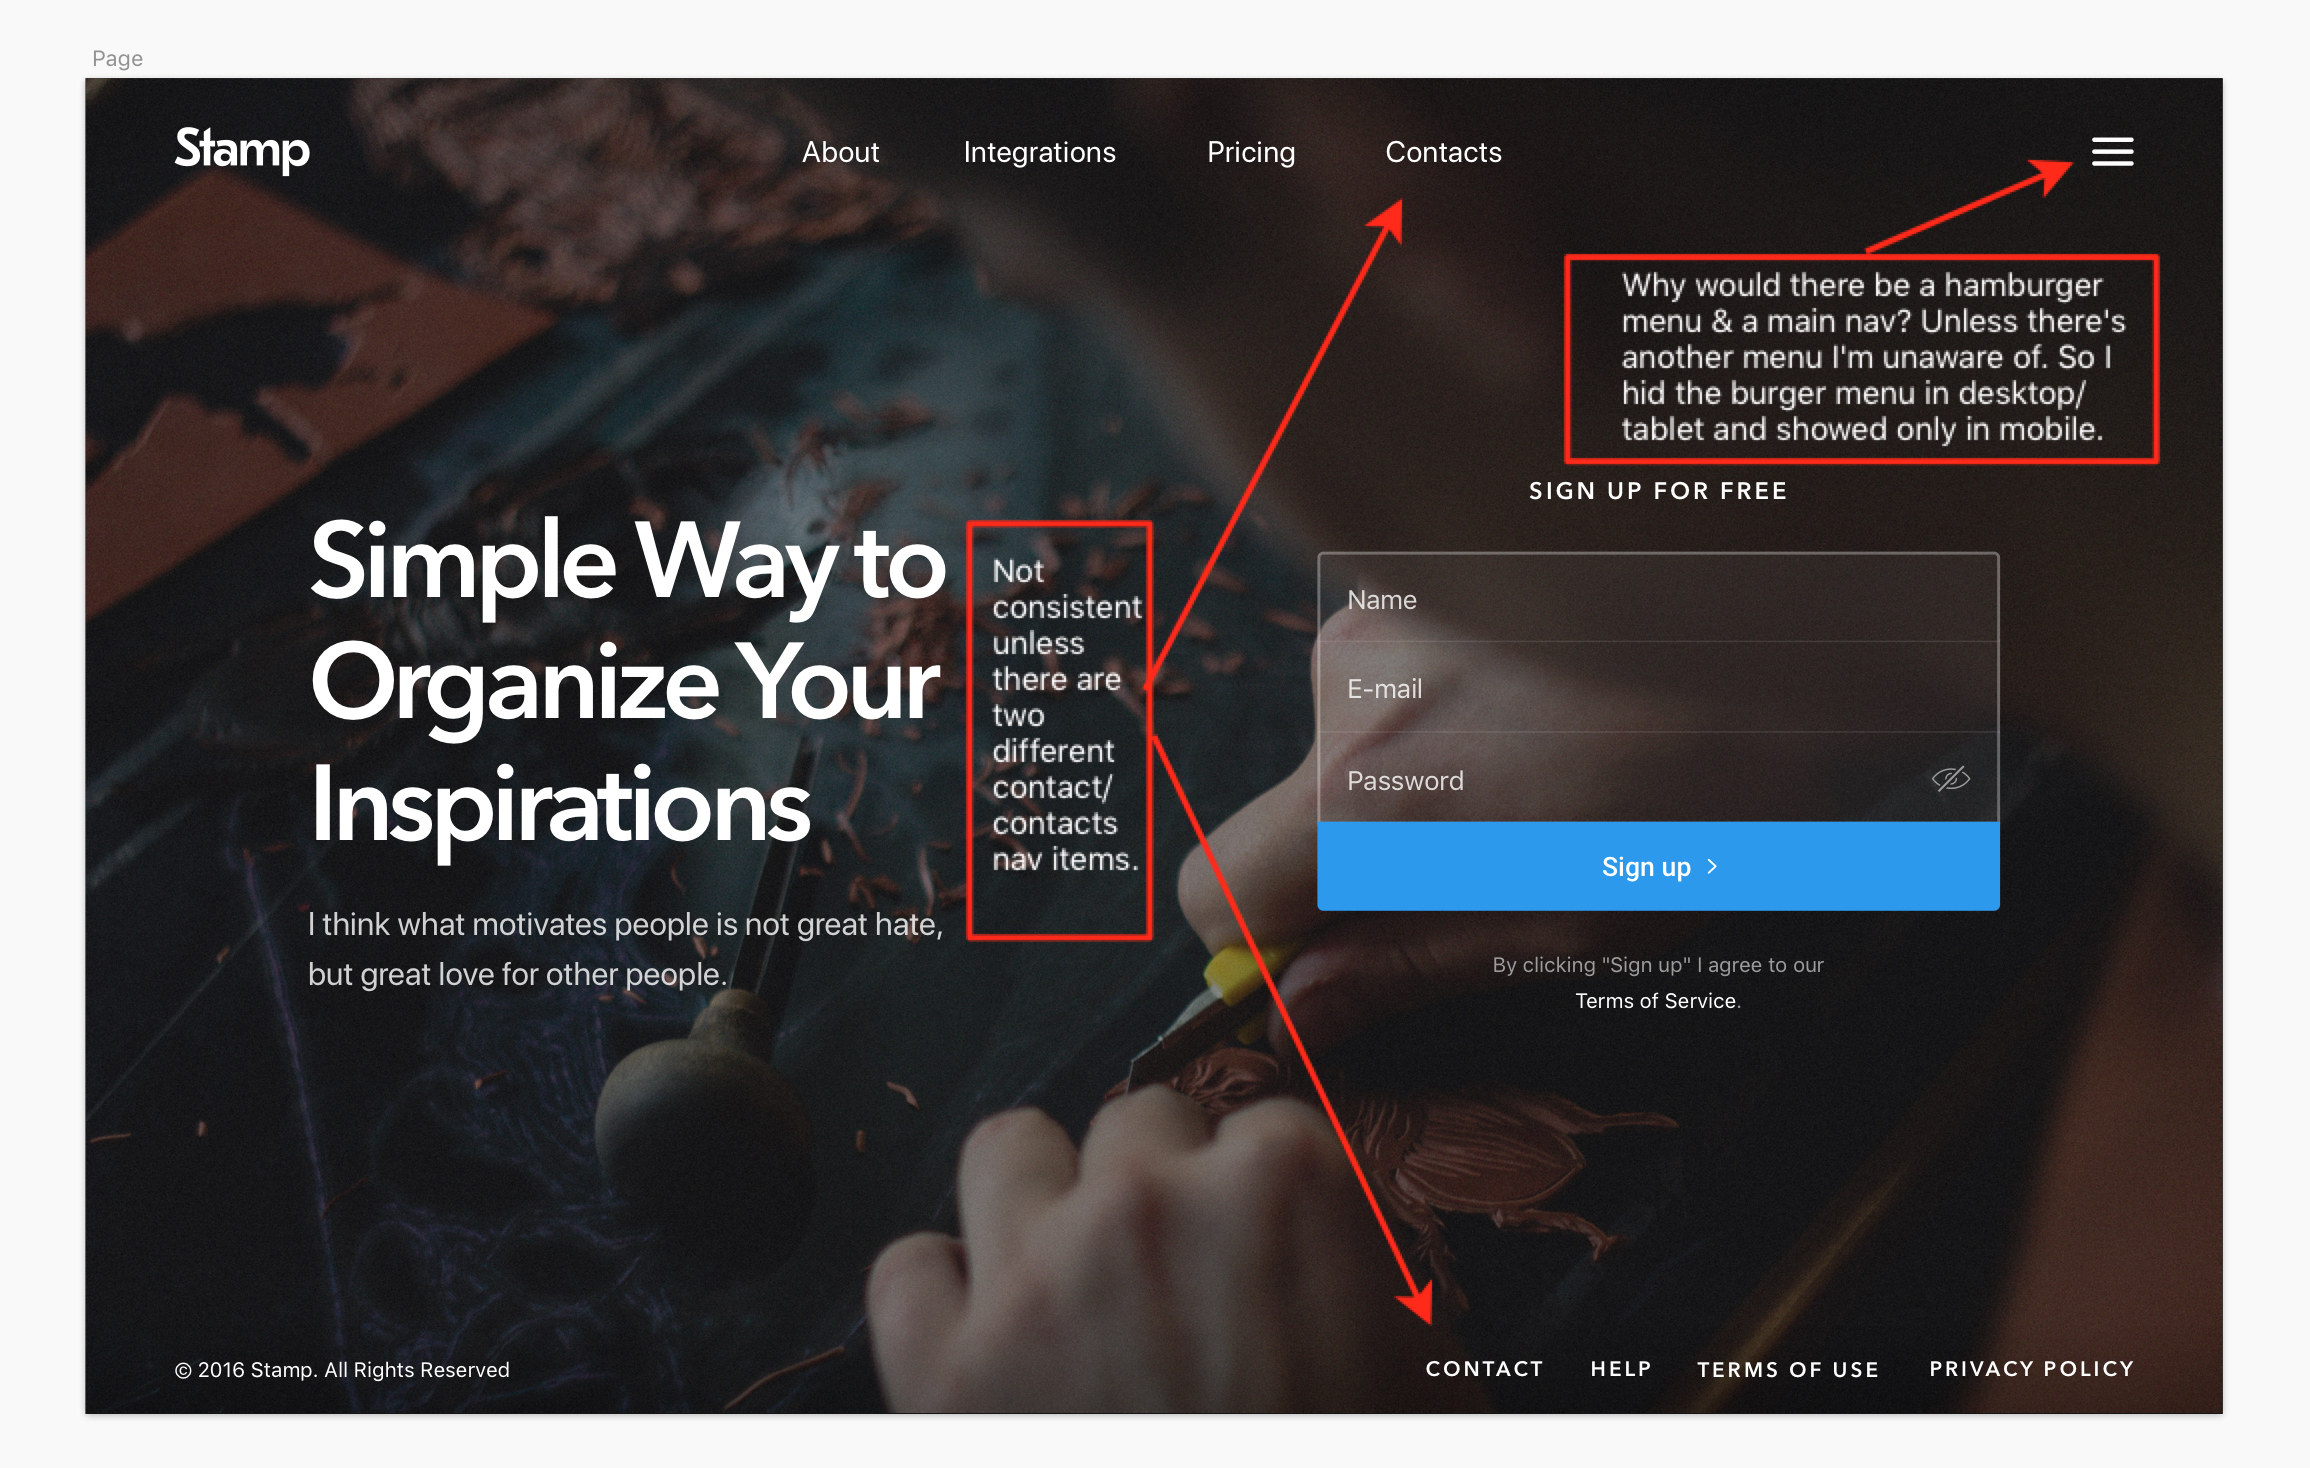 Page
Stamp
About
Integrations
Pricing
Contacts
Why would there be a hamburger
menu & a main nav? Unless there's
another menu I'm unaware of. So I
hid the burger menu in desktop/
tablet and showed only in mobile.
Simple Way to
Organize Your
Inspirations
I think what motivates people is not great hate,
but great love for other people.
Not
consistent
unless
there are
two
different
contact/
contacts
nav items.
SIGN UP FOR FREE
Name
E-mail
Password
Sign up
By clicking "Sign up" I agree to our
Terms of Service.
© 2016 Stamp. All Rights Reserved
CONTACT
HELP
TERMS OF USE
PRIVACY POLICY